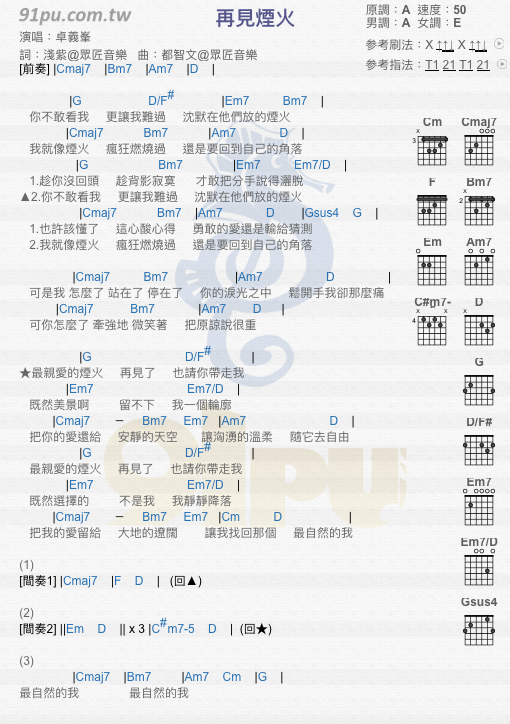 91pu.com.tw
再見煙火
原調：A 速度：50
男調：A 女調：E
演唱：卓義峯
詞：淺紫@眾匠音樂 曲：都智文@眾匠音樂
參考刷法：X ↑↑↓ X ↑↑↓
參考指法：T1 21 T1 21
[前奏] |Cmaj7 |Bm7 |Am7 |D |
|G D/F# |Em7 Bm7 |
你不敢看我 更讓我難過 沈默在他們放的煙火
|Cmaj7 Bm7 |Am7 D |
我就像煙火 瘋狂燃燒過 還是要回到自己的角落
|G Bm7 |Em7 Em7/D |
1.趁你沒回頭 趁背影寂寞 才敢把分手說得灑脫
▲2.你不敢看我 更讓我難過 沈默在他們放的煙火
|Cmaj7 Bm7 |Am7 D |Gsus4 G |
1.也許該懂了 這心酸心得 勇敢的愛還是輸給猜測
2.我就像煙火 瘋狂燃燒過 還是要回到自己的角落
|Cmaj7 Bm7 |Am7 D |
可是我 怎麼了 站在了 停在了 你的淚光之中 鬆開手我卻那麼痛
|Cmaj7 Bm7 |Am7 D |
可你怎麼了 牽強地 微笑著 把原諒說很重
|G D/F# |
★最親愛的煙火 再見了 也請你帶走我
|Em7 Em7/D |
既然美景啊 留不下 我一個輪廓
|Cmaj7 – Bm7 Em7 |Am7 D |
把你的愛還給 安靜的天空 讓洶湧的溫柔 隨它去自由
|G D/F# |
最親愛的煙火 再見了 也請你帶走我
|Em7 Em7/D |
既然選擇的 不是我 我靜靜降落
|Cmaj7 – Bm7 Em7 |Cm D |
把我的愛留給 大地的遼闊 讓我找回那個 最自然的我
(1)
[間奏1] |Cmaj7 |F D | (回▲)
(2)
[間奏2] ||Em D || x 3 |C#m7-5 D | (回★)
(3)
|Cmaj7 |Bm7 |Am7 Cm |G |
最自然的我 最自然的我
Cm Cmaj7
F Bm7
Em Am7
C#m7- D
G
D/F#
Em7
Em7/D
Gsus4
91pu